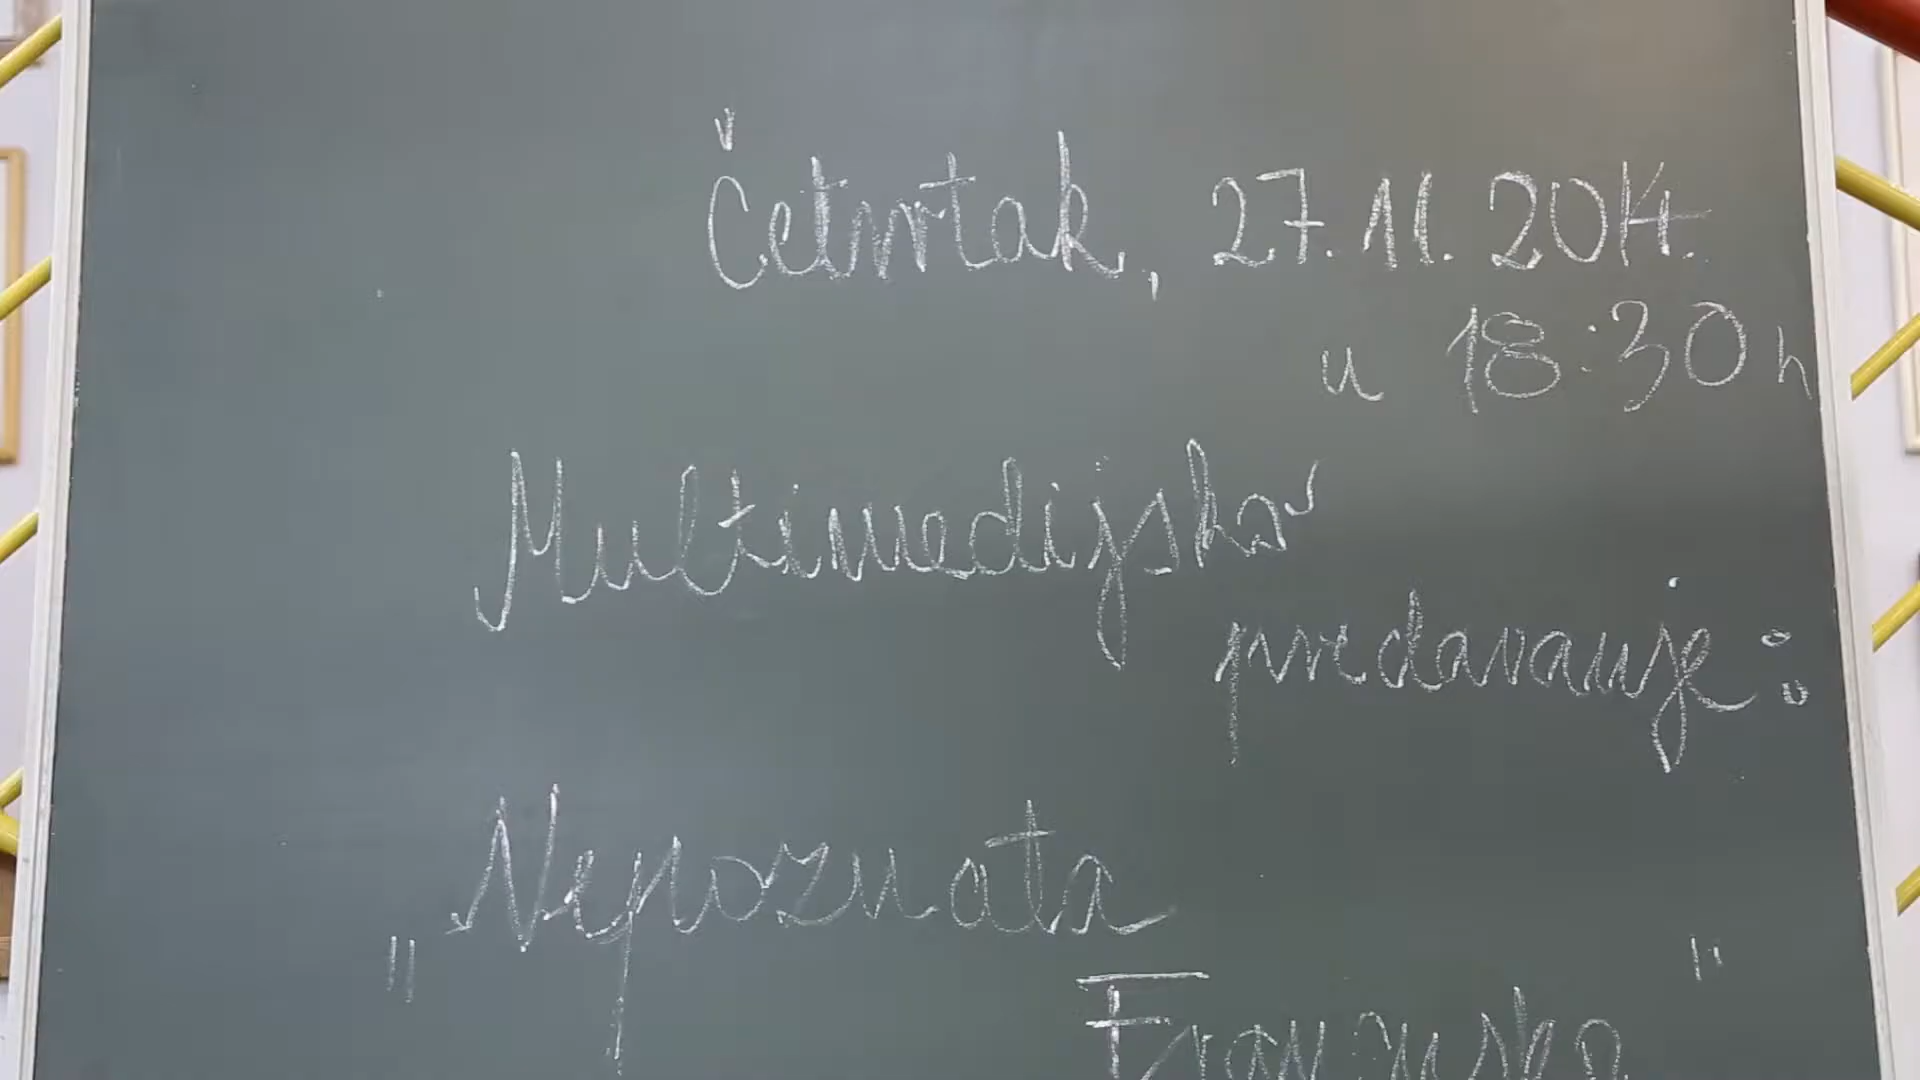 Četvrtak, 27.11.2014.
u 18:30 h
Multimedijsko
predavanje:
"Nepoznata
Francuska"